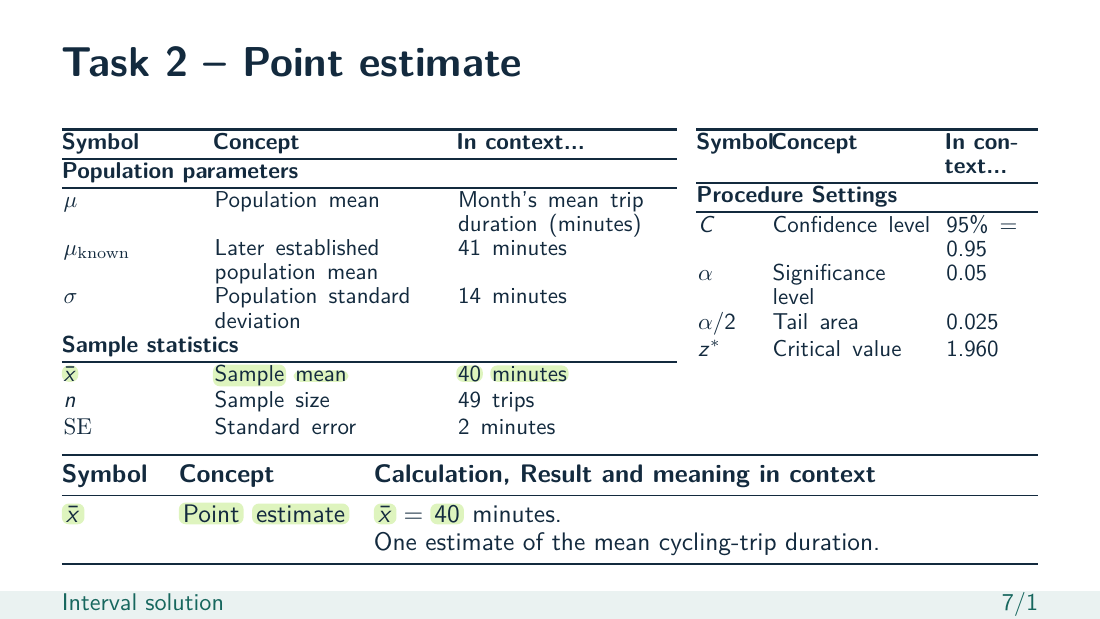 Task 2 – Point estimate
Symbol Concept In context...
Population parameters
μ Population mean Month's mean trip
duration (minutes)
μknown Later established 41 minutes
population mean
σ Population standard 14 minutes
deviation
Sample statistics
x̄ Sample mean 40 minutes
n Sample size 49 trips
SE Standard error 2 minutes
Symbol Concept In con-
text...
Procedure Settings
C Confidence level 95% =
0.95
α Significance 0.05
level
α/2 Tail area 0.025
z* Critical value 1.960
Symbol Concept Calculation, Result and meaning in context
x̄ Point estimate x̄ = 40 minutes.
One estimate of the mean cycling-trip duration.
Interval solution 7/1